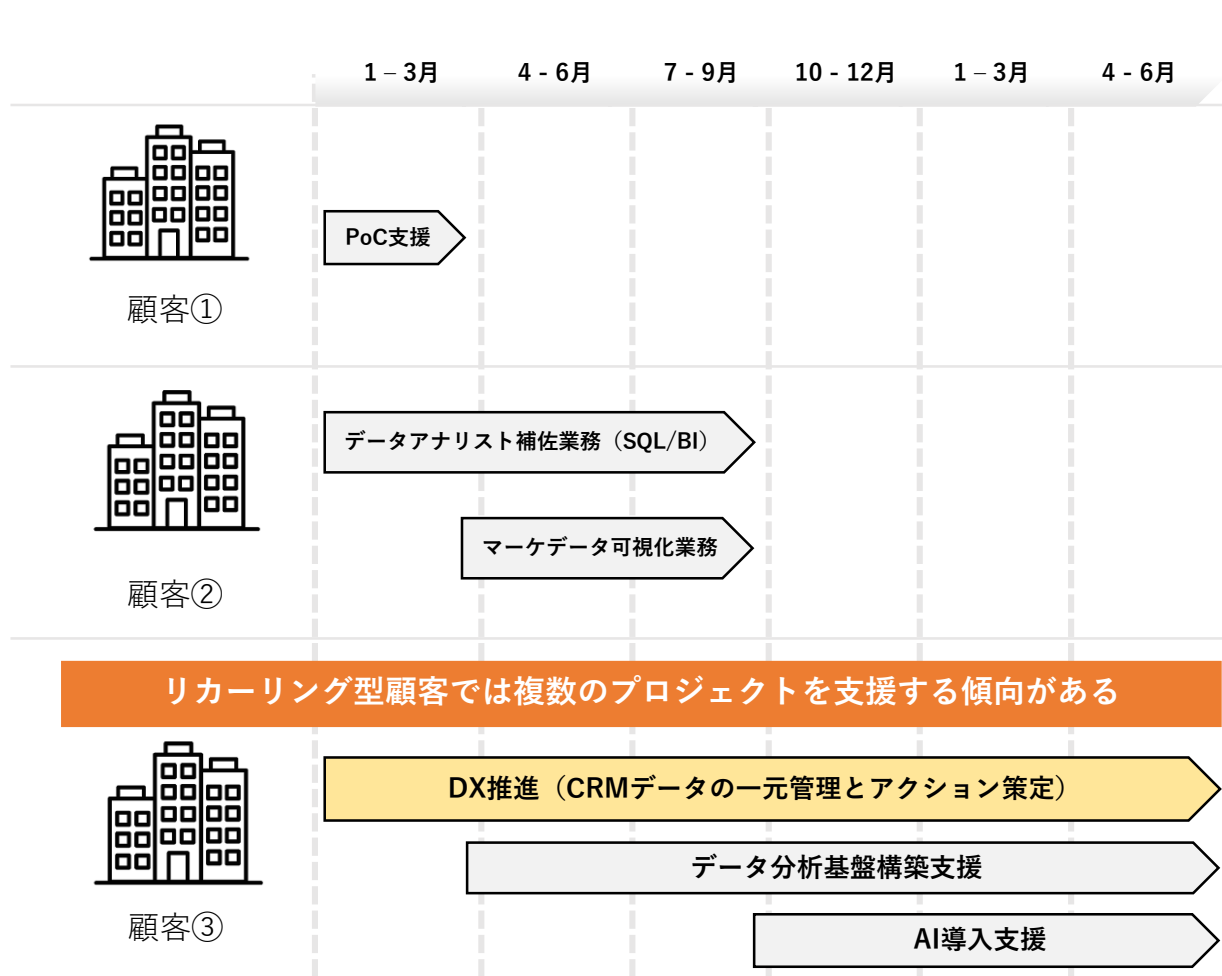 1 – 3月 4 - 6月 7 - 9月 10 - 12月 1 – 3月 4 - 6月
PoC支援
顧客①
データアナリスト補佐業務（SQL/BI）
マーケデータ可視化業務
顧客②
リカーリング型顧客では複数のプロジェクトを支援する傾向がある
DX推進（CRMデータの一元管理とアクション策定）
データ分析基盤構築支援
顧客③
AI導入支援